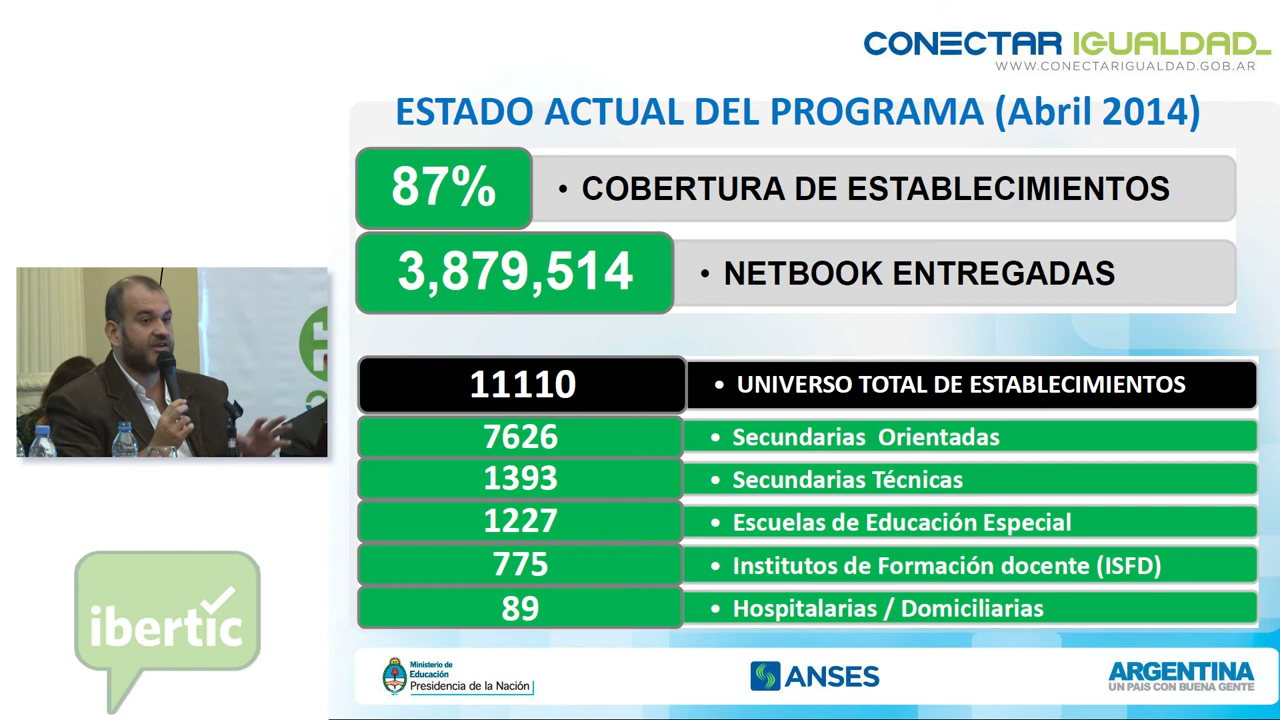 CONECTAR IGUALDAD_
WWW.CONECTARIGUALDAD.GOB.AR
ESTADO ACTUAL DEL PROGRAMA (Abril 2014)
87%
• COBERTURA DE ESTABLECIMIENTOS
3,879,514
• NETBOOK ENTREGADAS
11110
• UNIVERSO TOTAL DE ESTABLECIMIENTOS
7626
• Secundarias Orientadas
1393
• Secundarias Técnicas
1227
• Escuelas de Educación Especial
775
• Institutos de Formación docente (ISFD)
89
• Hospitalarias / Domiciliarias
ibertic
Ministerio de
Educación
Presidencia de la Nación
ANSES
ARGENTINA
UN PAIS CON BUENA GENTE